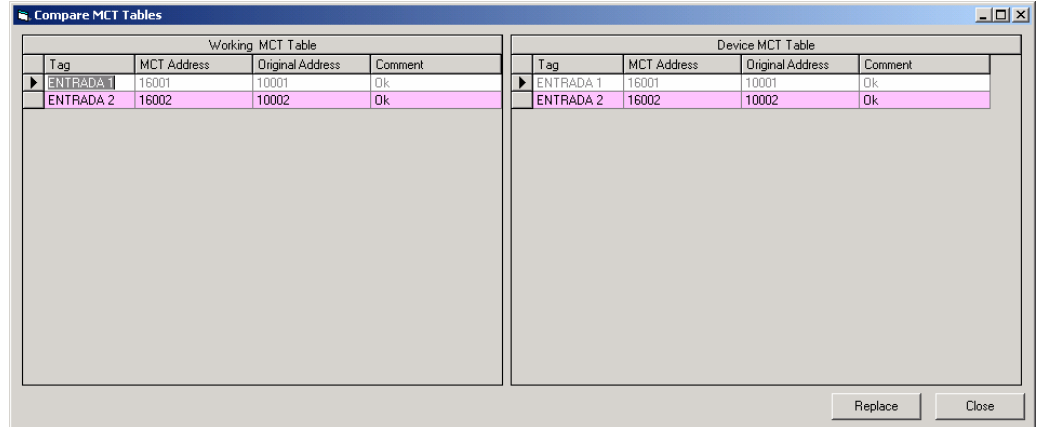 Compare MCT Tables
Working MCT Table
Tag MCT Address Original Address Comment
ENTRADA 1 16001 10001 Ok
ENTRADA 2 16002 10002 Ok
Device MCT Table
Tag MCT Address Original Address Comment
ENTRADA 1 16001 10001 Ok
ENTRADA 2 16002 10002 Ok
Replace Close